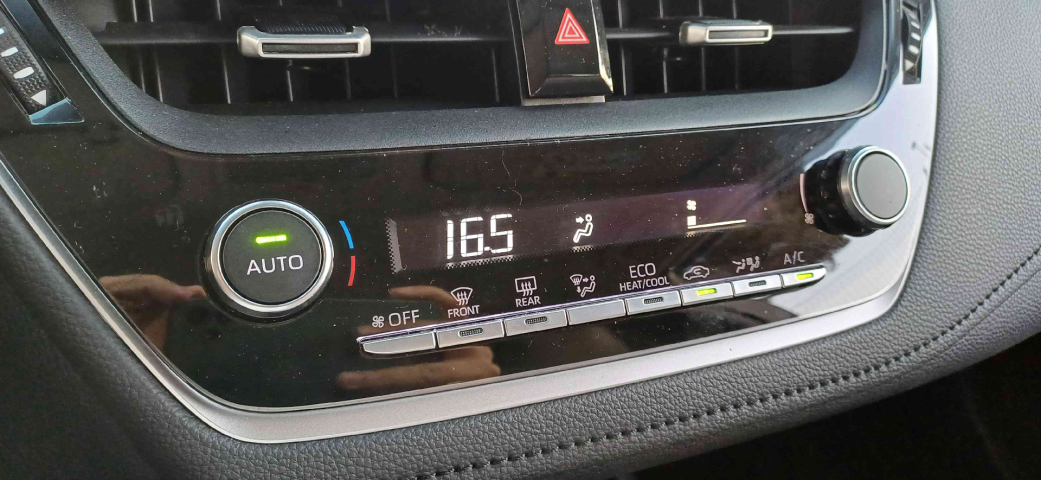 16.5
AUTO
A/C
ECO
HEAT/COOL
REAR
FRONT
OFF